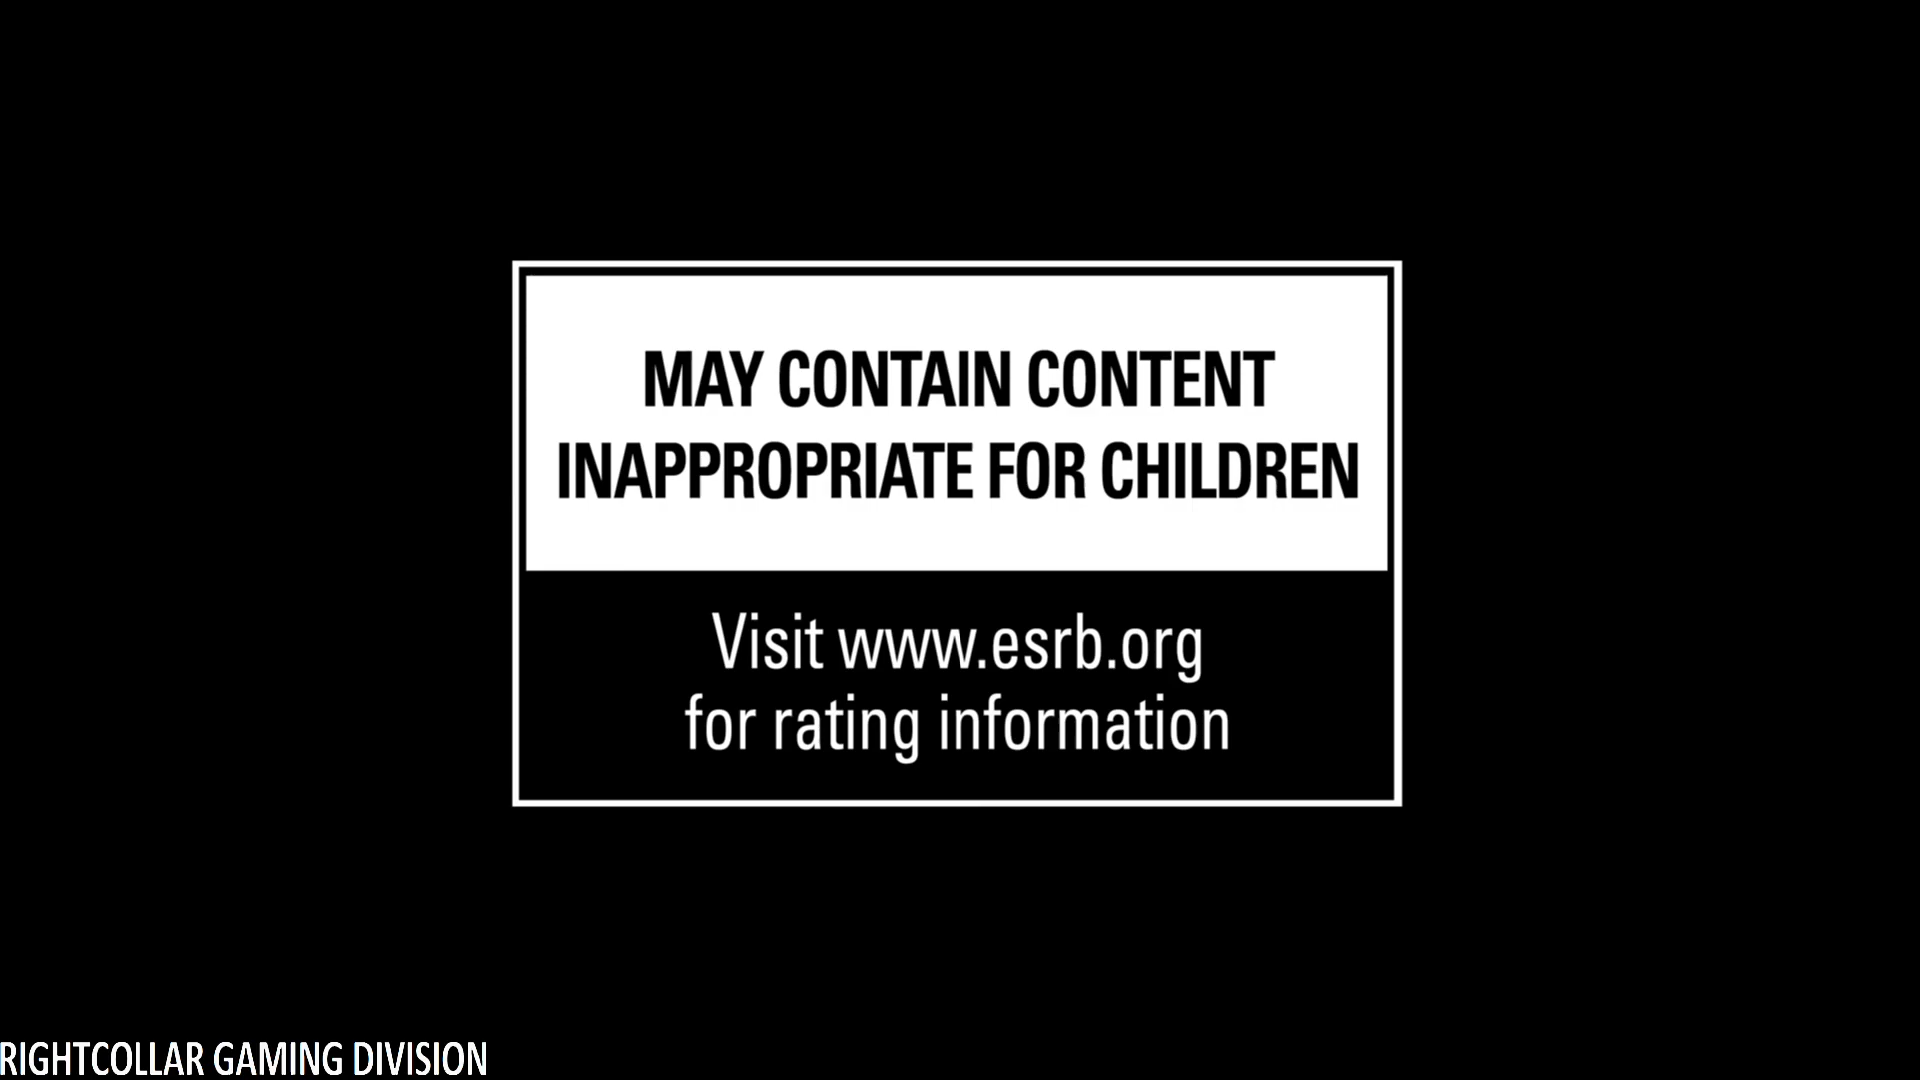 MAY CONTAIN CONTENT
INAPPROPRIATE FOR CHILDREN
Visit www.esrb.org
for rating information
RIGHTCOLLAR GAMING DIVISION